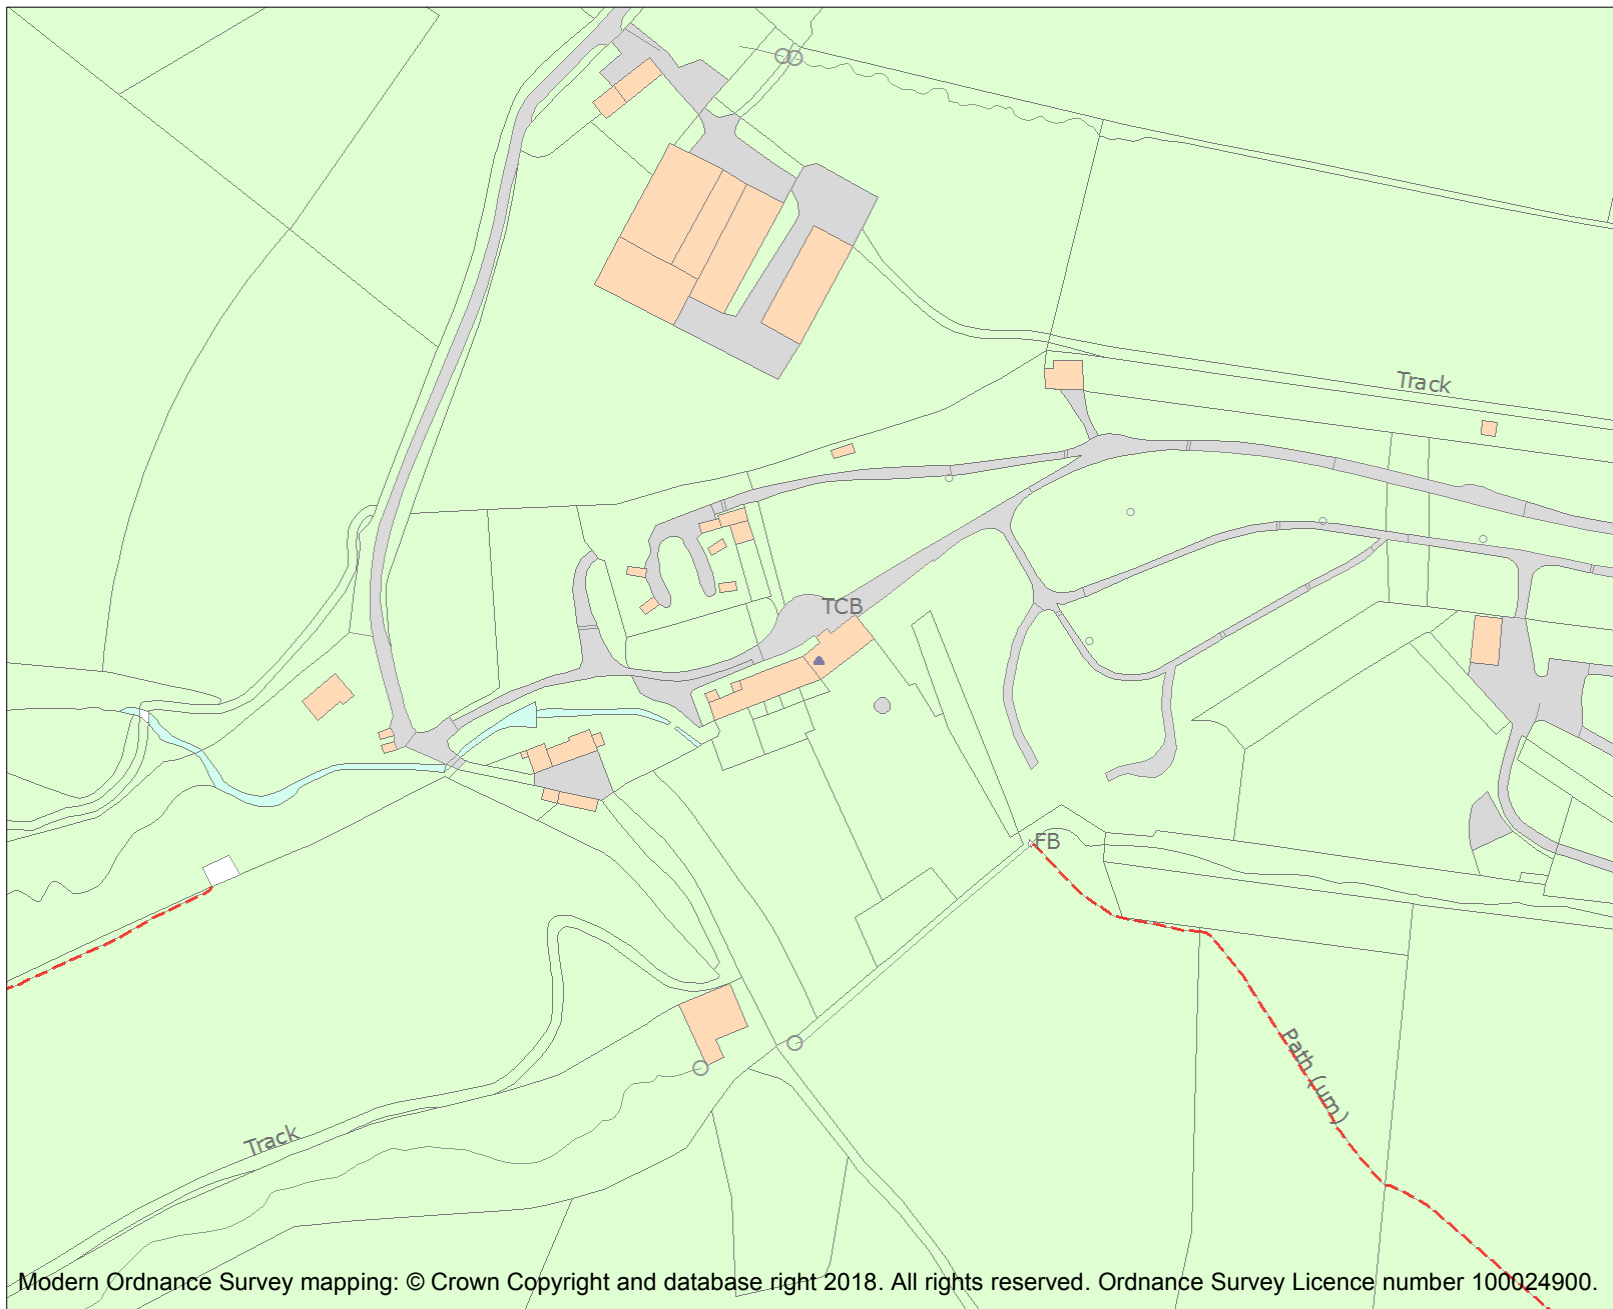 Track
TCB
FB
Path (um)
Track
Modern Ordnance Survey mapping: © Crown Copyright and database right 2018. All rights reserved. Ordnance Survey Licence number 100024900.